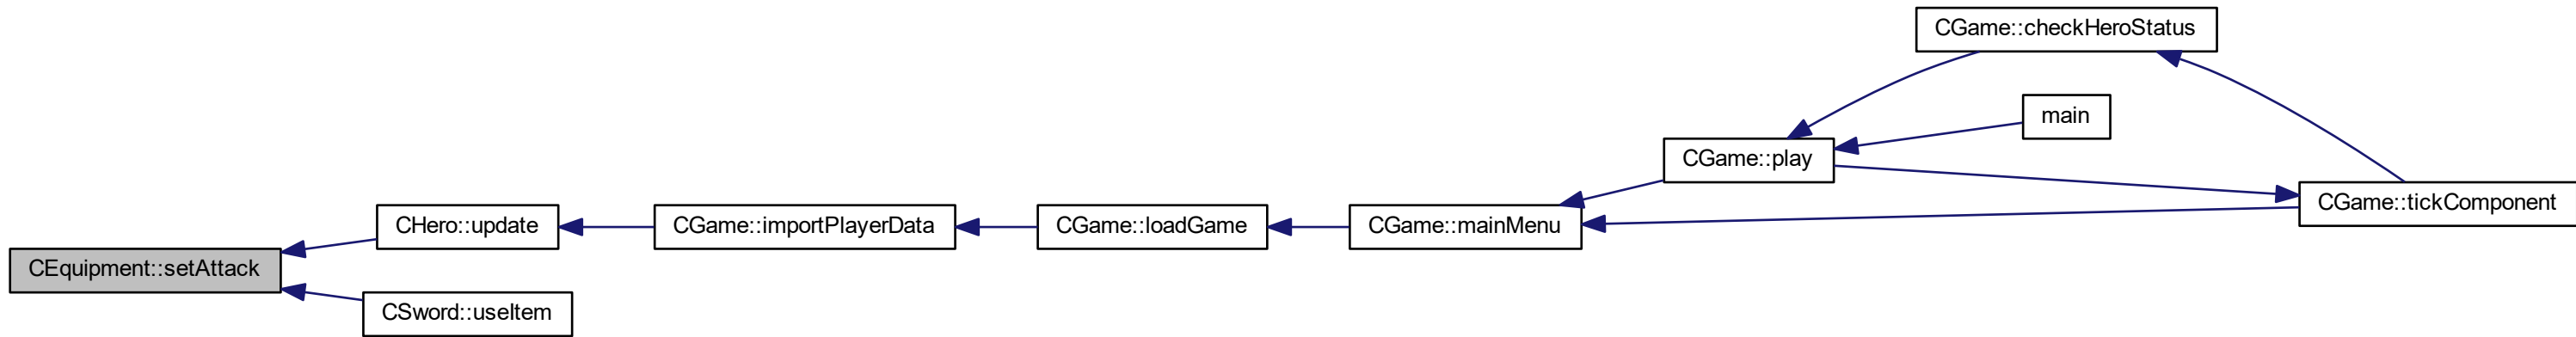 CGame::checkHeroStatus
main
CGame::play
CGame::tickComponent
CHero::update
CGame::importPlayerData
CGame::loadGame
CGame::mainMenu
CEquipment::setAttack
CSword::useItem